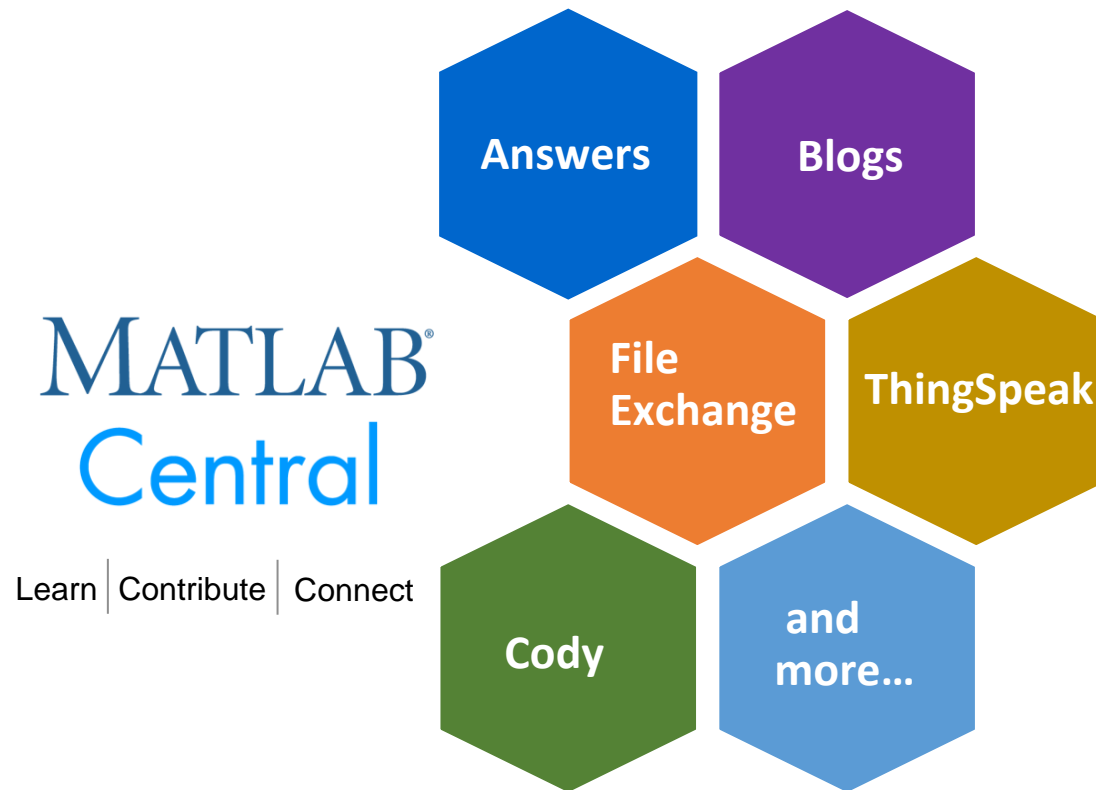 MATLAB®
Central
Learn Contribute Connect
Answers
Blogs
File
Exchange
ThingSpeak
Cody
and
more…